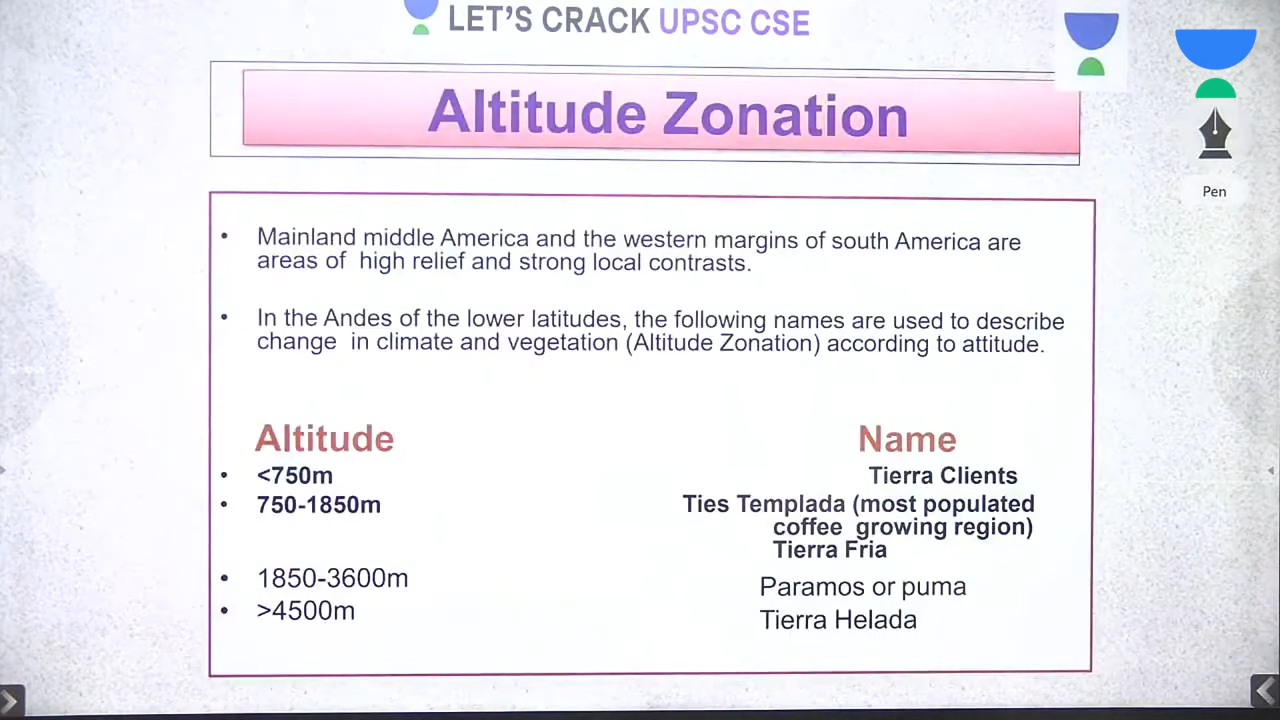 LET'S CRACK UPSC CSE
Altitude Zonation
Pen
• Mainland middle America and the western margins of south America are
areas of high relief and strong local contrasts.
• In the Andes of the lower latitudes, the following names are used to describe
change in climate and vegetation (Altitude Zonation) according to attitude.
Altitude Name
• <750m Tierra Clients
• 750-1850m Ties Templada (most populated
coffee growing region)
Tierra Fria
• 1850-3600m Paramos or puma
• >4500m Tierra Helada